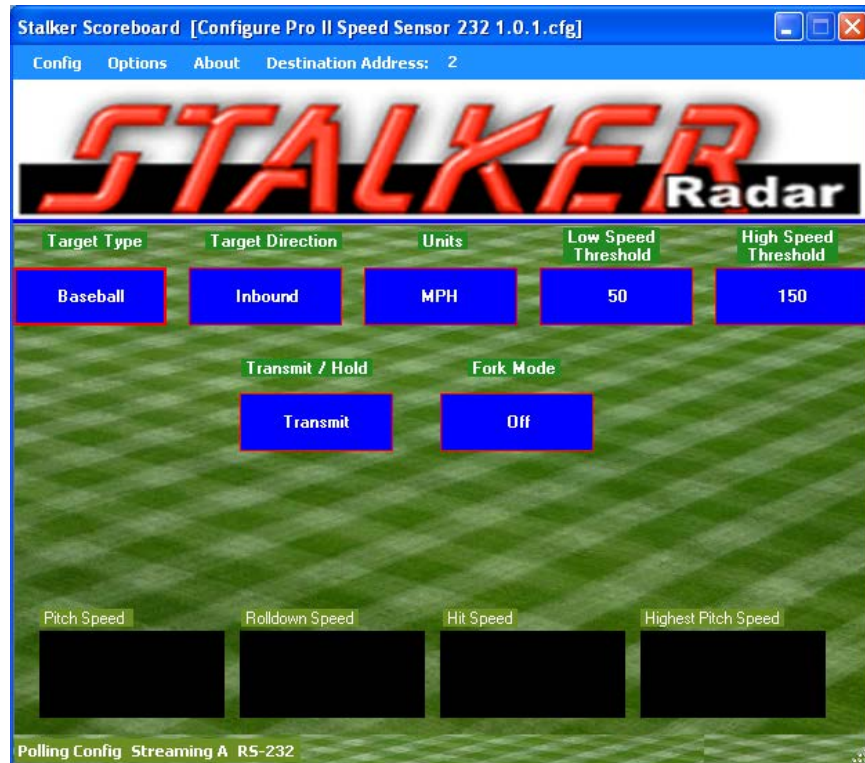 Stalker Scoreboard [Configure Pro II Speed Sensor 232 1.0.1.cfg]
Config Options About Destination Address: 2
STALKER
Radar
Target Type Target Direction Units Low Speed Threshold High Speed Threshold
Baseball Inbound MPH 50 150
Transmit / Hold Fork Mode
Transmit Off
Pitch Speed Rolldown Speed Hit Speed Highest Pitch Speed
Polling Config Streaming A RS-232